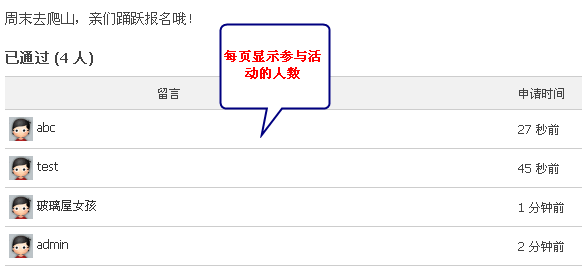 周末去爬山，亲们踊跃报名哦！
每页显示参与活
动的人数
已通过 (4 人)
留言 申请时间
abc 27 秒前
test 45 秒前
玻璃屋女孩 1 分钟前
admin 2 分钟前